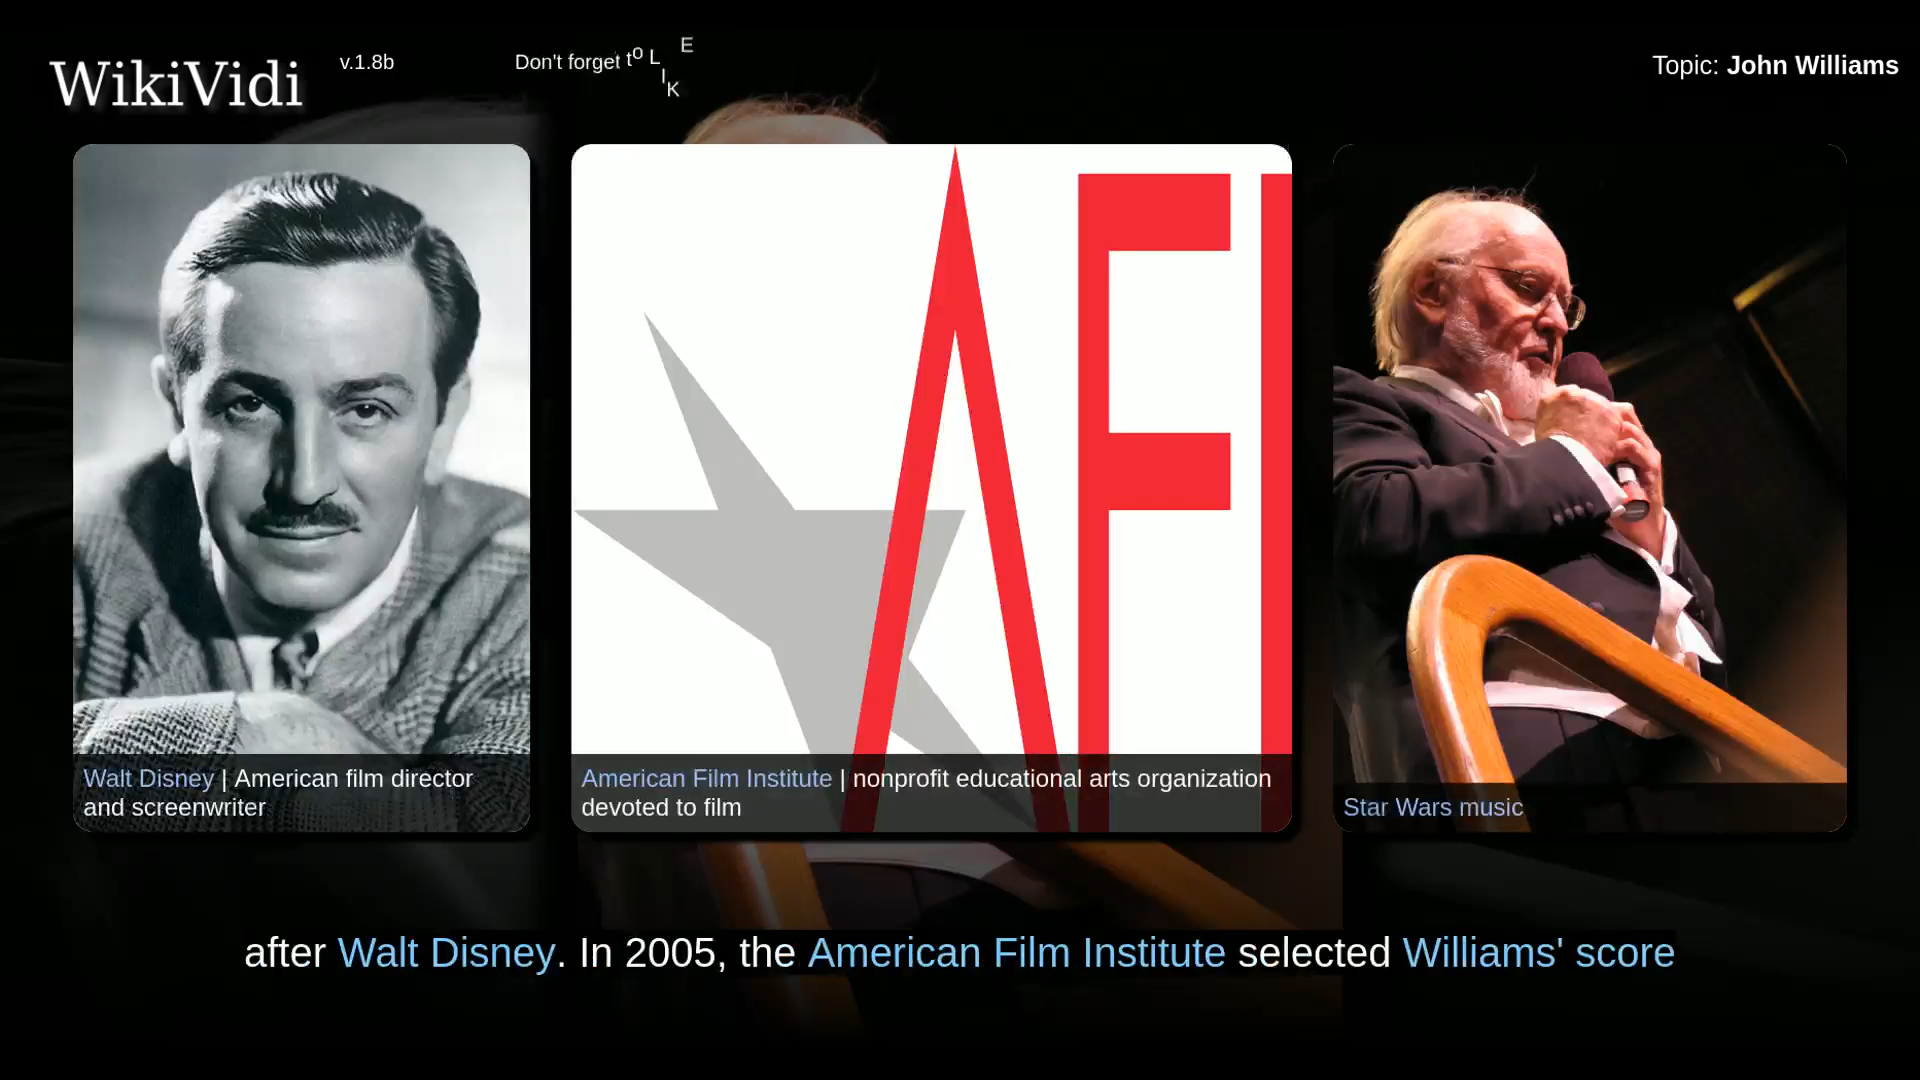 WikiVidi
v.1.8b
Don't forget to LIKE
Topic: John Williams
AFI
Walt Disney | American film director
and screenwriter
American Film Institute | nonprofit educational arts organization
devoted to film
Star Wars music
after Walt Disney. In 2005, the American Film Institute selected Williams' score